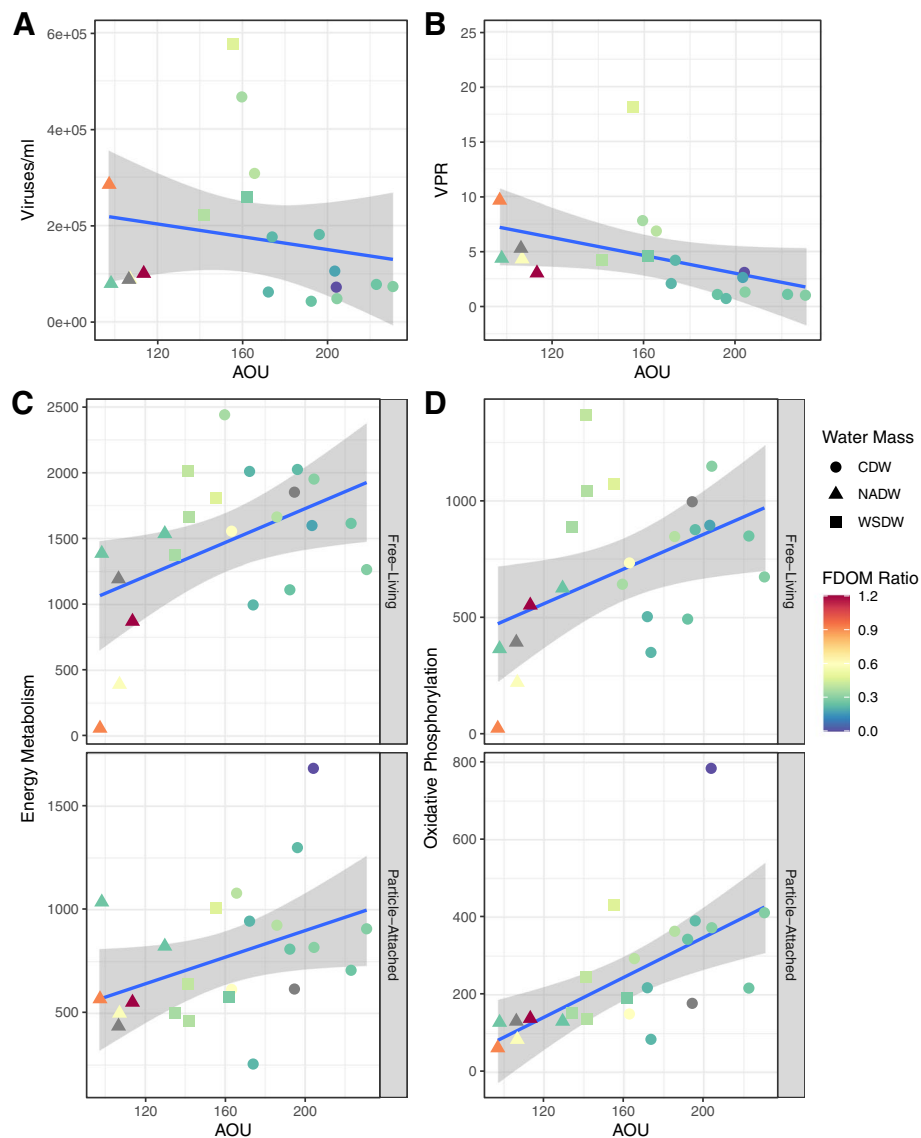 A
Viruses/ml
6e+05
4e+05
2e+05
0e+00
120
160
200
AOU
B
VPR
25
20
15
10
5
0
120
160
200
AOU
C
Energy Metabolism
2500
2000
1500
1000
500
0
Free−Living
1500
1000
500
Particle−Attached
120
160
200
AOU
D
Oxidative Phosphorylation
1000
500
0
Free−Living
800
600
400
200
0
Particle−Attached
120
160
200
AOU
Water Mass
CDW
NADW
WSDW
FDOM Ratio
1.2
0.9
0.6
0.3
0.0